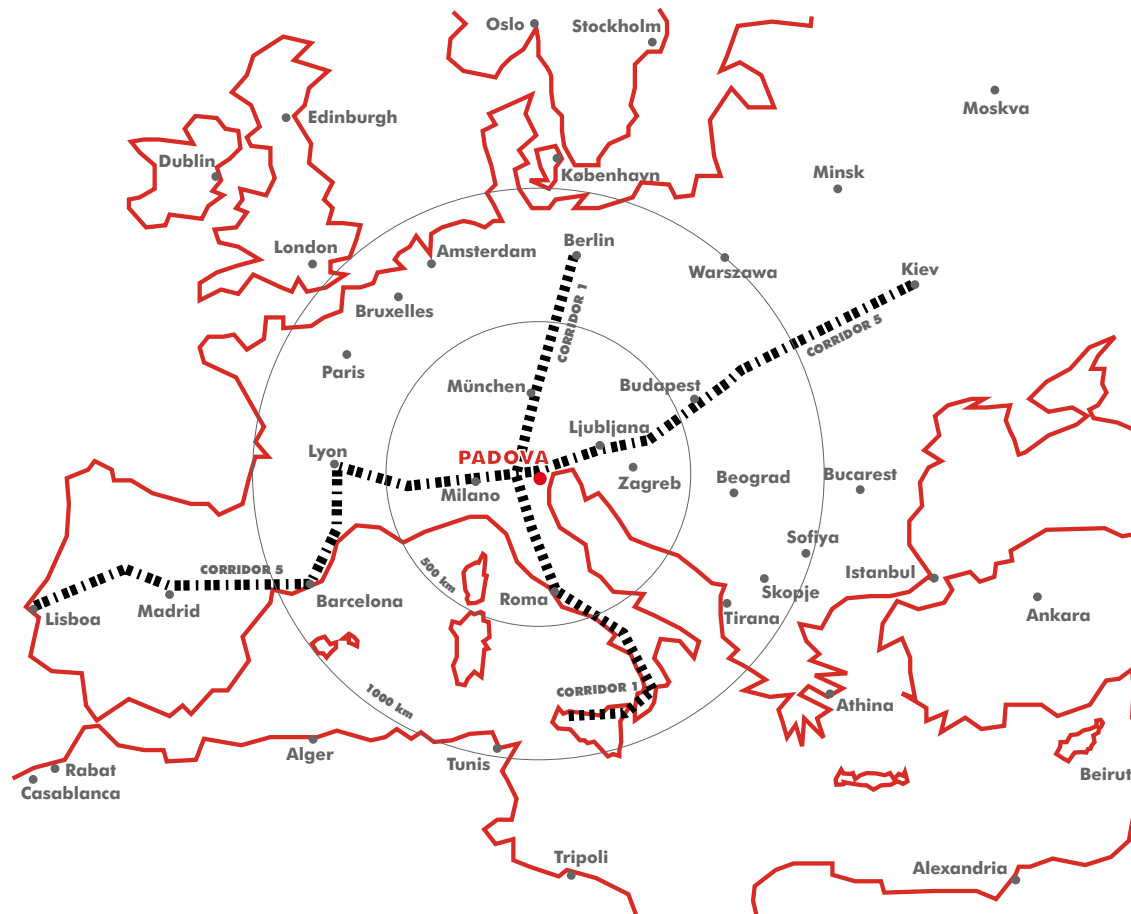 Oslo
Stockholm
Moskva
Edinburgh
Dublin
København
Minsk
London
Amsterdam
Berlin
Warszawa
Kiev
Bruxelles
CORRIDOR 1
CORRIDOR 5
Paris
München
Budapest
Ljubljana
Lyon
PADOVA
Milano
Zagreb
Beograd
Bucarest
Sofiya
CORRIDOR 5
500 km
Istanbul
Lisboa
Madrid
Barcelona
Roma
Skopje
Tirana
Ankara
1000 km
CORRIDOR 1
Athina
Alger
Tunis
Rabat
Casablanca
Beirut
Tripoli
Alexandria